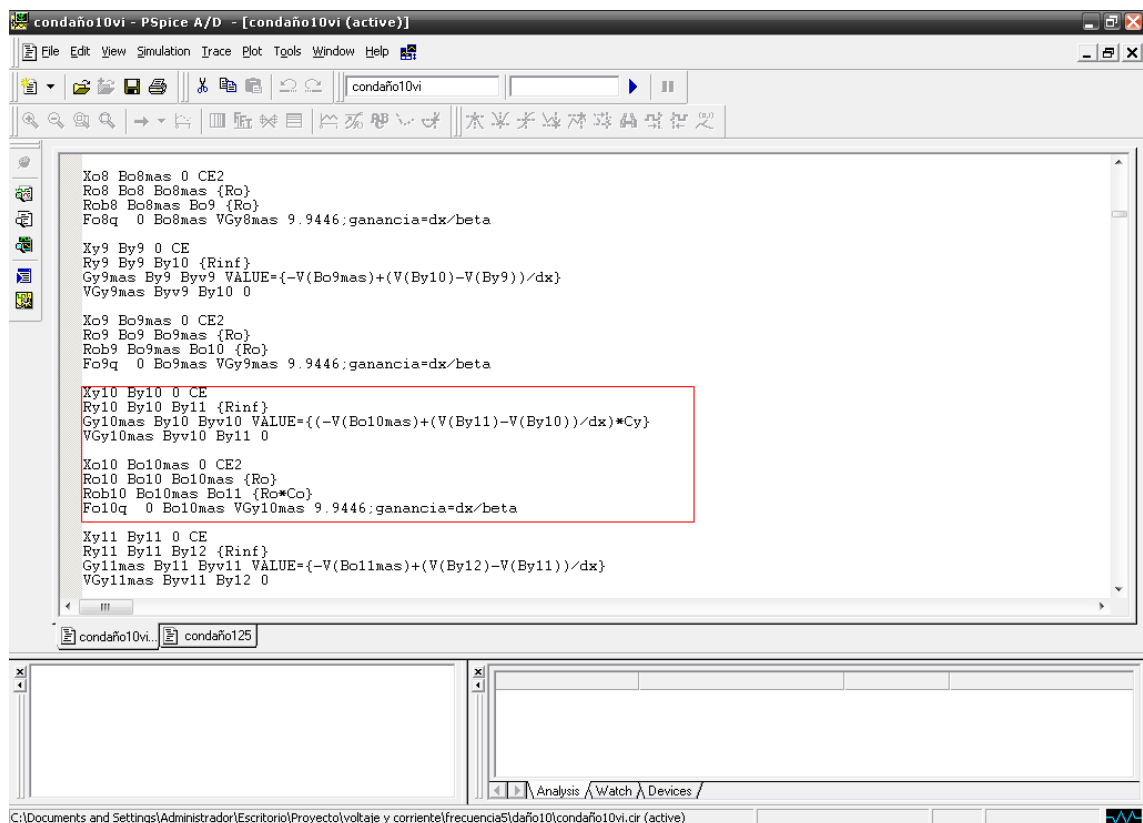 condaño10vi - PSpice A/D - [condaño10vi (active)]
File Edit View Simulation Trace Plot Tools Window Help
condaño10vi
Xo8 Bo8mas 0 CE2
Ro8 Bo8 Bo8mas {Ro}
Rob8 Bo8mas Bo9 {Ro}
Fo8q 0 Bo8mas VGy8mas 9.9446;ganancia=dx/beta
Xy9 By9 0 CE
Ry9 By9 By10 {Rinf}
Gy9mas By9 Byv9 VALUE={-V(Bo9mas)+(V(By10)-V(By9))/dx}
VGy9mas Byv9 By10 0
Xo9 Bo9mas 0 CE2
Ro9 Bo9 Bo9mas {Ro}
Rob9 Bo9mas Bo10 {Ro}
Fo9q 0 Bo9mas VGy9mas 9.9446;ganancia=dx/beta
Xy10 By10 0 CE
Ry10 By10 By11 {Rinf}
Gy10mas By10 Byv10 VALUE={(-V(Bo10mas)+(V(By11)-V(By10))/dx)*Cy}
VGy10mas Byv10 By11 0
Xo10 Bo10mas 0 CE2
Ro10 Bo10 Bo10mas {Ro}
Rob10 Bo10mas Bo11 {Ro*Co}
Fo10q 0 Bo10mas VGy10mas 9.9446;ganancia=dx/beta
Xy11 By11 0 CE
Ry11 By11 By12 {Rinf}
Gy11mas By11 Byv11 VALUE={-V(Bo11mas)+(V(By12)-V(By11))/dx}
VGy11mas Byv11 By12 0
condaño10vi... condaño125
Analysis Watch Devices
C:\Documents and Settings\Administrador\Escritorio\Proyecto\voltaje y corriente\frecuencia5\daño10\condaño10vi.cir (active)